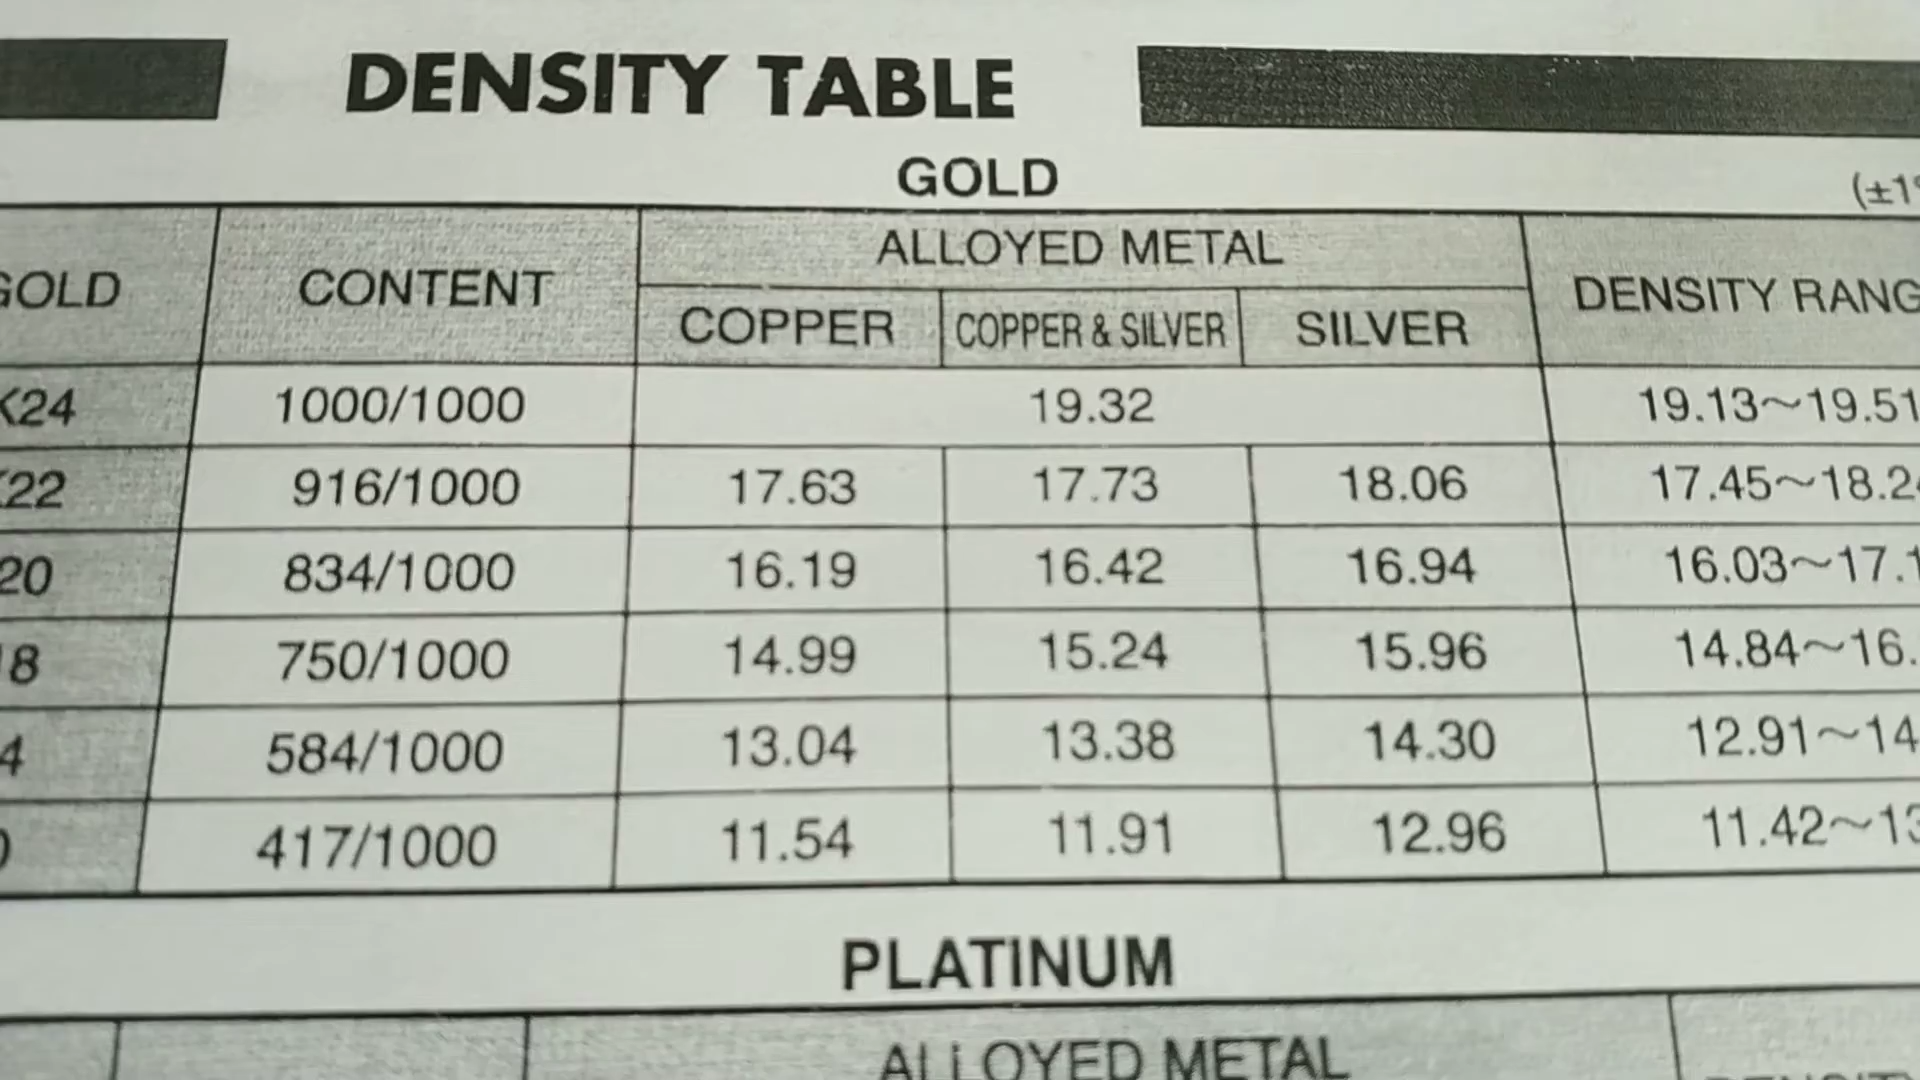 DENSITY TABLE
GOLD
(±1
GOLD CONTENT ALLOYED METAL DENSITY RANG
COPPER COPPER & SILVER SILVER
K24 1000/1000 19.32 19.13~19.51
22 916/1000 17.63 17.73 18.06 17.45~18.2
20 834/1000 16.19 16.42 16.94 16.03~17.1
18 750/1000 14.99 15.24 15.96 14.84~16.
4 584/1000 13.04 13.38 14.30 12.91~14
0 417/1000 11.54 11.91 12.96 11.42~13
PLATINUM
ALLOYED METAL